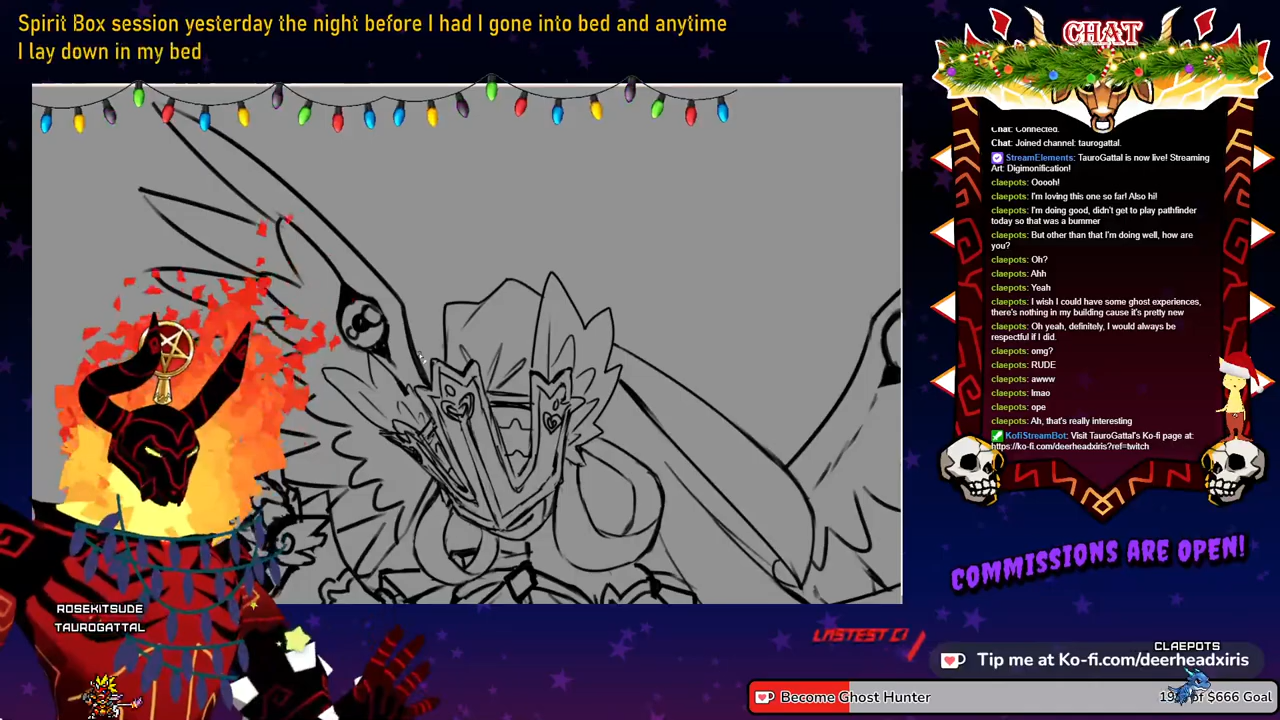 Spirit Box session yesterday the night before I had I gone into bed and anytime
I lay down in my bed
CHAT
Chat: Connected.
Chat: Joined channel: taurogattal.
StreamElements: TauroGattal is now live! Streaming
Art: Digimonification!
claepots: Ooooh!
claepots: I'm loving this one so far! Also hi!
claepots: I'm doing good, didn't get to play pathfinder
today so that was a bummer
claepots: But other than that I'm doing well, how are
you?
claepots: Oh?
claepots: Ahh
claepots: Yeah
claepots: I wish I could have some ghost experiences,
there's nothing in my building cause it's pretty new
claepots: Oh yeah, definitely, I would always be
respectful if I did.
claepots: omg?
claepots: RUDE
claepots: awww
claepots: lmao
claepots: ope
claepots: Ah, that's really interesting
KofiStreamBot: Visit TauroGattal's Ko-fi page at:
https://ko-fi.com/deerheadxiris?ref=twitch
COMMISSIONS ARE OPEN!
ROSEKITSUDE
TAUROGATTAL
LASTEST
CLAEPOTS
Tip me at Ko-fi.com/deerheadxiris
Become Ghost Hunter
of $666 Goal